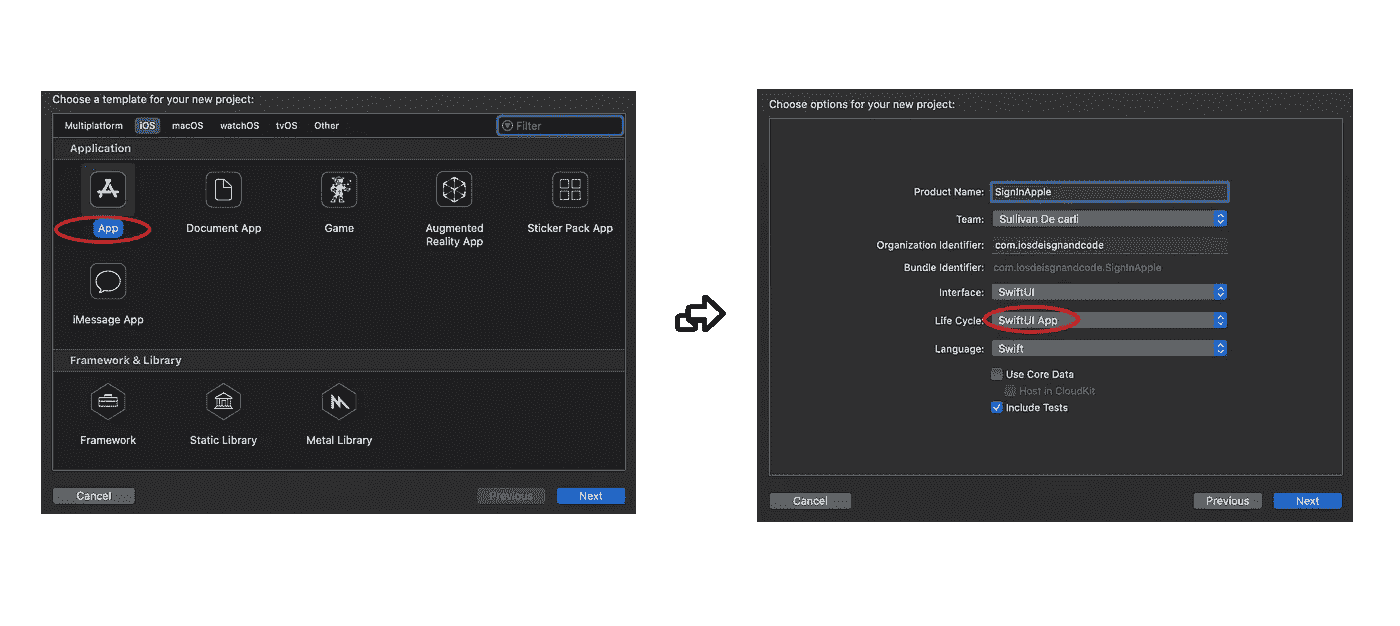 Choose a template for your new project:
Multiplatform iOS macOS watchOS tvOS Other Filter
Application
App Document App Game Augmented Reality App Sticker Pack App
iMessage App
Framework & Library
Framework Static Library Metal Library
Cancel Previous Next
Choose options for your new project:
Product Name: SignInApple
Team: Sullivan De carli
Organization Identifier: com.iosdeisgnandcode
Bundle Identifier: com.iosdeisgnandcode.SignInApple
Interface: SwiftUI
Life Cycle: SwiftUI App
Language: Swift
Use Core Data
Host in CloudKit
Include Tests
Cancel Previous Next